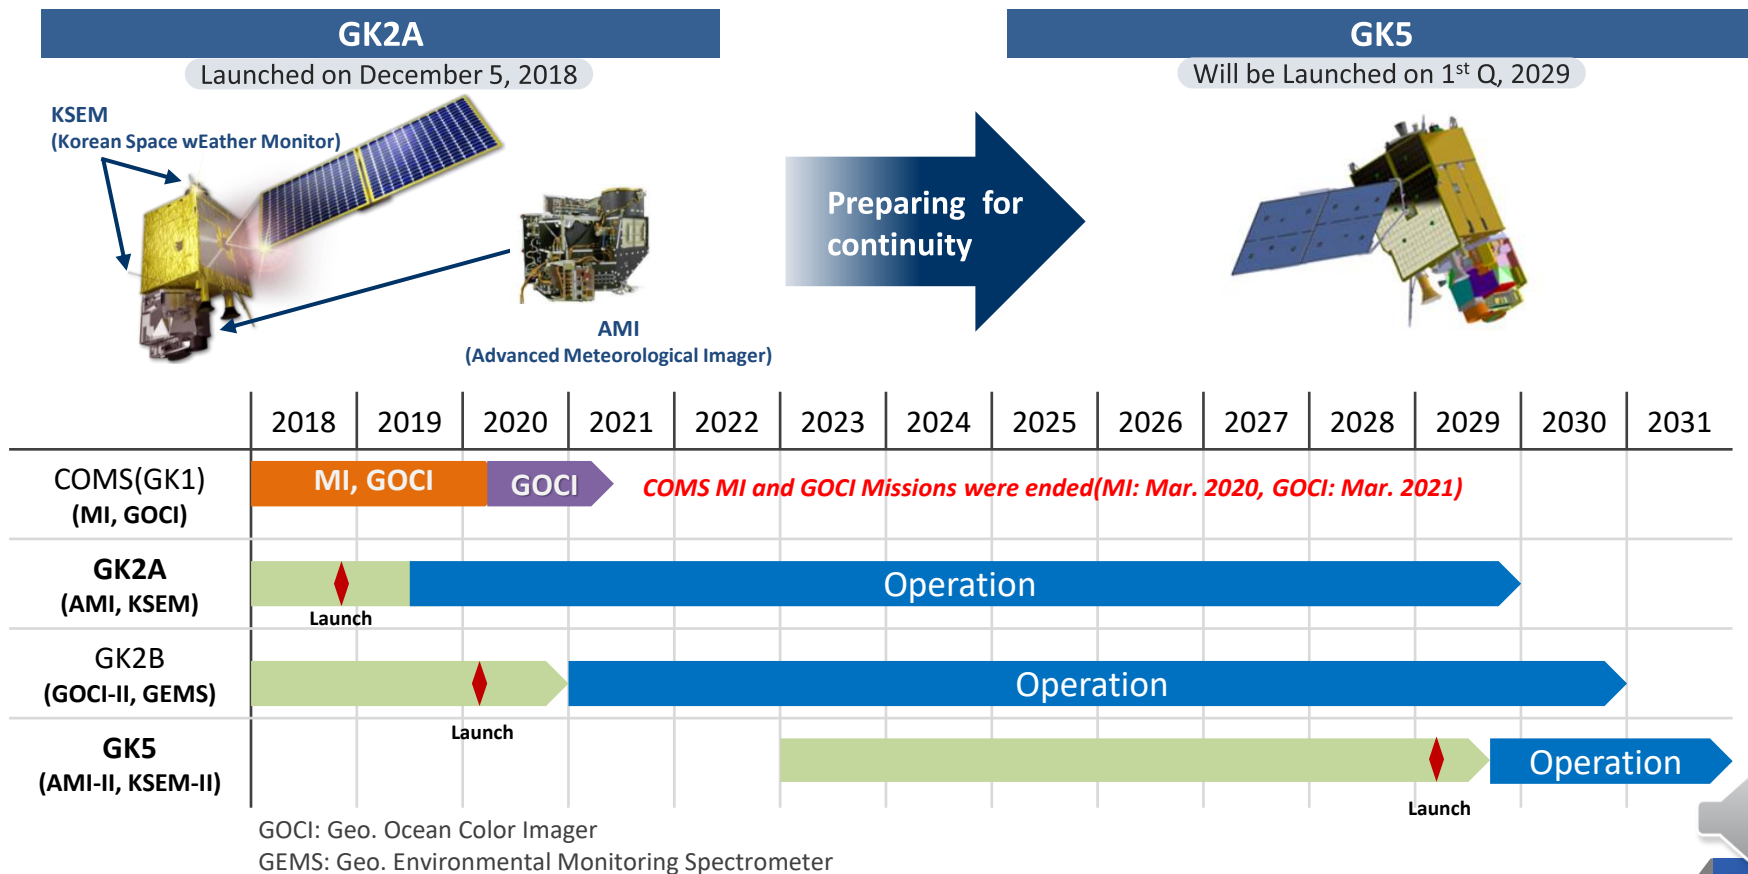 GK2A
Launched on December 5, 2018
KSEM
(Korean Space wEather Monitor)
AMI
(Advanced Meteorological Imager)
Preparing for
continuity
GK5
Will be Launched on 1st Q, 2029
2018 2019 2020 2021 2022 2023 2024 2025 2026 2027 2028 2029 2030 2031
COMS(GK1)
(MI, GOCI)
MI, GOCI
GOCI
COMS MI and GOCI Missions were ended(MI: Mar. 2020, GOCI: Mar. 2021)
GK2A
(AMI, KSEM)
Launch
Operation
GK2B
(GOCI-II, GEMS)
Launch
Operation
GK5
(AMI-II, KSEM-II)
Launch
Operation
GOCI: Geo. Ocean Color Imager
GEMS: Geo. Environmental Monitoring Spectrometer